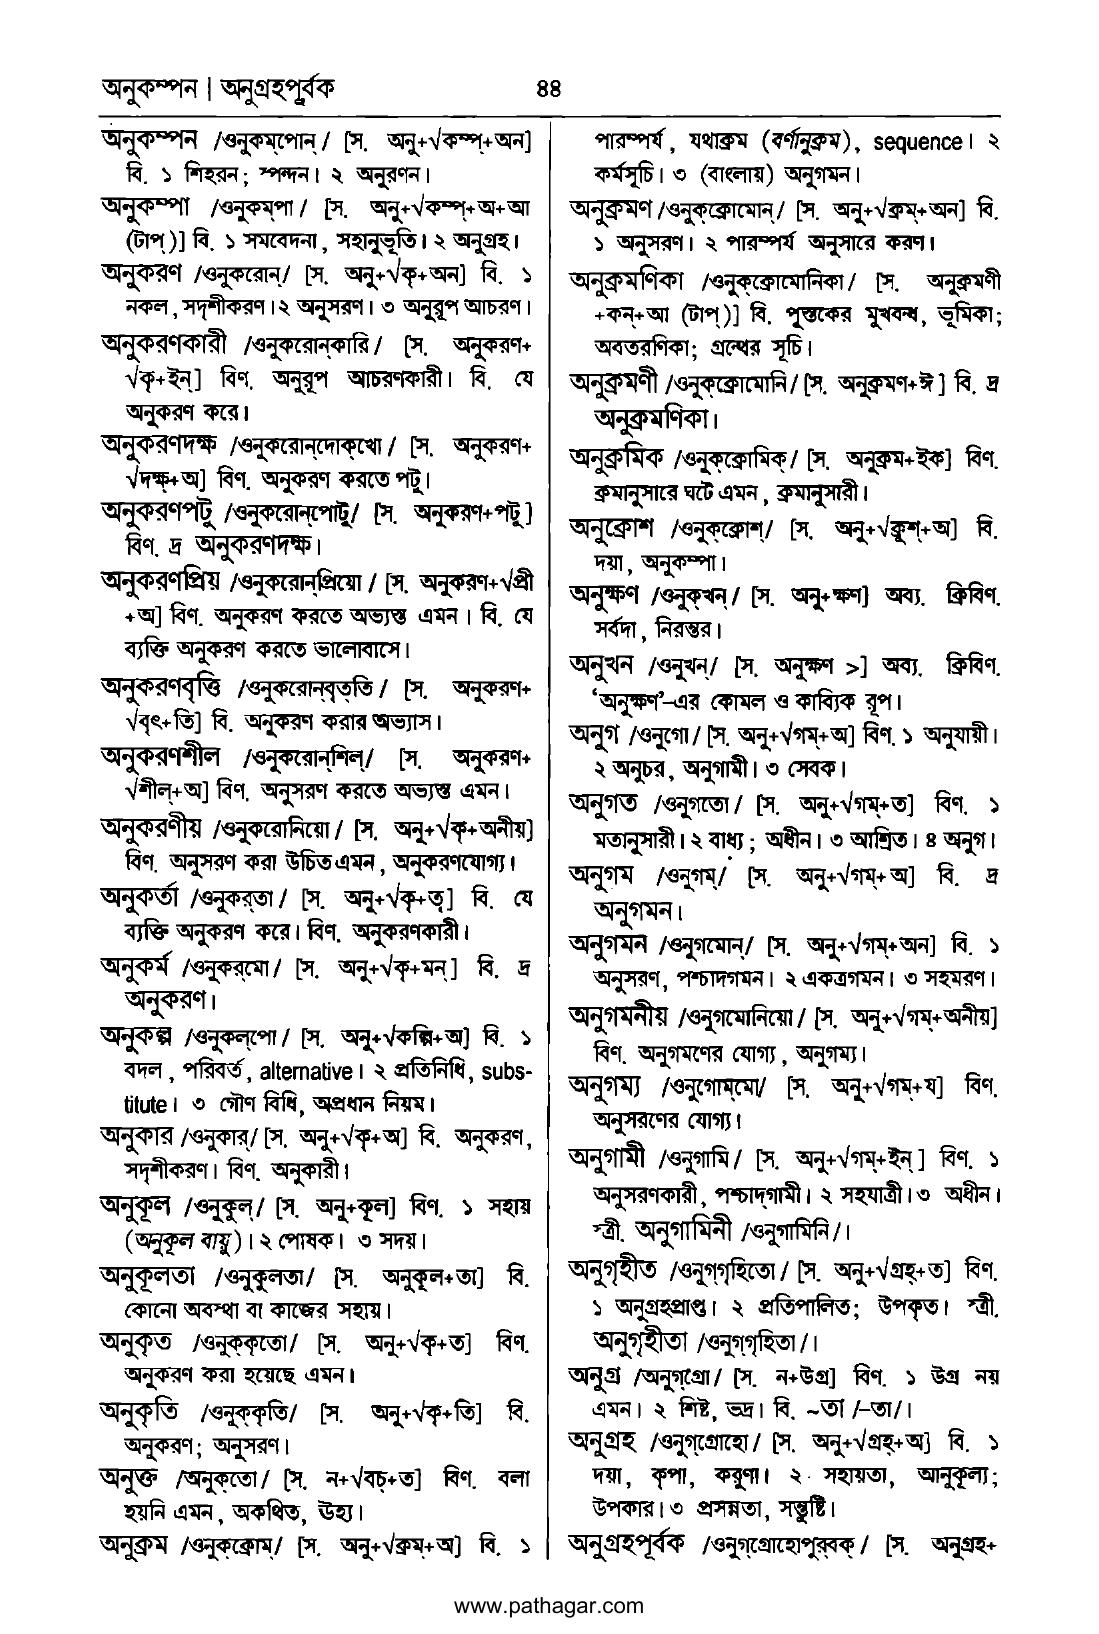 অনুকম্পন | অনুগ্রহপূর্বক
৪৪
অনুকম্পন /ওনুকম্‌পোন্‌/ [স. অনু+√কম্প্‌+অন]
বি. ১ শিহরন; স্পন্দন। ২ অনুরণন।
অনুকম্পা /ওনুকম্‌পা/ [স. অনু+√কম্প্‌+অ+আ
(টাপ্‌)] বি. ১ সমবেদনা, সহানুভূতি। ২ অনুগ্রহ।
অনুকরণ /ওনুকরোন্‌/ [স. অনু+√কৃ+অন] বি. ১
নকল, সদৃশীকরণ। ২ অনুসরণ। ৩ অনুরূপ আচরণ।
অনুকরণকারী /ওনুকরোন্‌কারি/ [স. অনুকরণ+
√কৃ+ইন্‌] বিণ. অনুরূপ আচরণকারী। বি. যে
অনুকরণ করে।
অনুকরণদক্ষ /ওনুকরোন্‌দোক্‌খো/ [স. অনুকরণ+
√দক্ষ্‌+অ] বিণ. অনুকরণ করতে পটু।
অনুকরণপটু /ওনুকরোন্‌পোটু/ [স. অনুকরণ+পটু]
বিণ. দ্র অনুকরণদক্ষ।
অনুকরণপ্রিয় /ওনুকরোন্‌প্রিয়ো/ [স. অনুকরণ+√প্রী
+অ] বিণ. অনুকরণ করতে অভ্যস্ত এমন। বি. যে
ব্যক্তি অনুকরণ করতে ভালোবাসে।
অনুকরণবৃত্তি /ওনুকরোন্‌বৃত্‌তি/ [স. অনুকরণ+
√বৃৎ+তি] বি. অনুকরণ করার অভ্যাস।
অনুকরণশীল /ওনুকরোন্‌শিল্‌/ [স. অনুকরণ+
√শীল্‌+অ] বিণ. অনুসরণ করতে অভ্যস্ত এমন।
অনুকরণীয় /ওনুকরোনিয়ো/ [স. অনু+√কৃ+অনীয়]
বিণ. অনুসরণ করা উচিত এমন, অনুকরণযোগ্য।
অনুকর্তা /ওনুকর্‌তা/ [স. অনু+√কৃ+তৃ] বি. যে
ব্যক্তি অনুকরণ করে। বিণ. অনুকরণকারী।
অনুকর্ম /ওনুকর্‌মো/ [স. অনু+√কৃ+মন্‌] বি. দ্র
অনুকরণ।
অনুকল্প /ওনুকল্‌পো/ [স. অনু+√কল্পি+অ] বি. ১
বদল, পরিবর্ত, alternative। ২ প্রতিনিধি, subs-
titute। ৩ গৌণ বিধি, অপ্রধান নিয়ম।
অনুকার /ওনুকার্‌/ [স. অনু+√কৃ+অ] বি. অনুকরণ,
সদৃশীকরণ। বিণ. অনুকারী।
অনুকূল /ওনুকুল্‌/ [স. অনু+কূল] বিণ. ১ সহায়
(অনুকূল বায়ু)। ২ পোষক। ৩ সদয়।
অনুকূলতা /ওনুকুলতা/ [স. অনুকূল+তা] বি.
কোনো অবস্থা বা কাজের সহায়।
অনুকৃত /ওনুক্‌কৃতো/ [স. অনু+√কৃ+ত] বিণ.
অনুকরণ করা হয়েছে এমন।
অনুকৃতি /ওনুক্‌কৃতি/ [স. অনু+√কৃ+তি] বি.
অনুকরণ; অনুসরণ।
অনুক্ত /অনুক্‌তো/ [স. ন+√বচ্‌+ত] বিণ. বলা
হয়নি এমন, অকথিত, ঊহ্য।
অনুক্রম /ওনুক্‌ক্রোম্‌/ [স. অনু+√ক্রম্‌+অ] বি. ১
পারম্পর্য, যথাক্রম (বর্ণানুক্রম), sequence। ২
কর্মসূচি। ৩ (বাংলায়) অনুগমন।
অনুক্রমণ /ওনুক্‌ক্রোমোন্‌/ [স. অনু+√ক্রম্‌+অন] বি.
১ অনুসরণ। ২ পারম্পর্য অনুসারে করণ।
অনুক্রমণিকা /ওনুক্‌ক্রোমোনিকা/ [স. অনুক্রমণী
+কন্‌+আ (টাপ্‌)] বি. পুস্তকের মুখবন্ধ, ভূমিকা;
অবতরণিকা; গ্রন্থের সূচি।
অনুক্রমণী /ওনুক্‌ক্রোমোনি/ [স. অনুক্রমণ+ঈ] বি. দ্র
অনুক্রমণিকা।
অনুক্রমিক /ওনুক্‌ক্রোমিক্‌/ [স. অনুক্রম+ইক] বিণ.
ক্রমানুসারে ঘটে এমন, ক্রমানুসারী।
অনুক্রোশ /ওনুক্‌ক্রোশ্‌/ [স. অনু+√ক্রুশ্‌+অ] বি.
দয়া, অনুকম্পা।
অনুক্ষণ /ওনুক্‌খন্‌/ [স. অনু+ক্ষণ] অব্য. ক্রিবিণ.
সর্বদা, নিরন্তর।
অনুখন /ওনুখন্‌/ [স. অনুক্ষণ >] অব্য. ক্রিবিণ.
‘অনুক্ষণ’–এর কোমল ও কাব্যিক রূপ।
অনুগ /ওনুগো/ [স. অনু+√গম্‌+অ] বিণ. ১ অনুযায়ী।
২ অনুচর, অনুগামী। ৩ সেবক।
অনুগত /ওনুগতো/ [স. অনু+√গম্‌+ত] বিণ. ১
মতানুসারী। ২ বাধ্য; অধীন। ৩ আশ্রিত। ৪ অনুগ।
অনুগম /ওনুগম্‌/ [স. অনু+√গম্‌+অ] বি. দ্র
অনুগমন।
অনুগমন /ওনুগমোন্‌/ [স. অনু+√গম্‌+অন] বি. ১
অনুসরণ, পশ্চাদগমন। ২ একত্রগমন। ৩ সহমরণ।
অনুগমনীয় /ওনুগমোনিয়ো/ [স. অনু+√গম্‌+অনীয়]
বিণ. অনুগমণের যোগ্য, অনুগম্য।
অনুগম্য /ওনুগোম্‌মো/ [স. অনু+√গম্‌+য] বিণ.
অনুসরণের যোগ্য।
অনুগামী /ওনুগামি/ [স. অনু+√গম্‌+ইন্‌] বিণ. ১
অনুসরণকারী, পশ্চাদ্‌গামী। ২ সহযাত্রী। ৩ অধীন।
স্ত্রী. অনুগামিনী /ওনুগামিনি/।
অনুগৃহীত /ওনুগ্‌গৃহিতো/ [স. অনু+√গ্রহ্‌+ত] বিণ.
১ অনুগ্রহপ্রাপ্ত। ২ প্রতিপালিত; উপকৃত। স্ত্রী.
অনুগৃহীতা /ওনুগ্‌গৃহিতা/।
অনুগ্র /অনুগ্‌গ্রো/ [স. ন+উগ্র] বিণ. ১ উগ্র নয়
এমন। ২ শিষ্ট, ভদ্র। বি. ~তা /–তা/।
অনুগ্রহ /ওনুগ্‌গ্রোহো/ [স. অনু+√গ্রহ্‌+অ] বি. ১
দয়া, কৃপা, করুণা। ২ সহায়তা, আনুকূল্য;
উপকার। ৩ প্রসন্নতা, সন্তুষ্টি।
অনুগ্রহপূর্বক /ওনুগ্‌গ্রোহোপুর্‌বক্‌/ [স. অনুগ্রহ+
www.pathagar.com